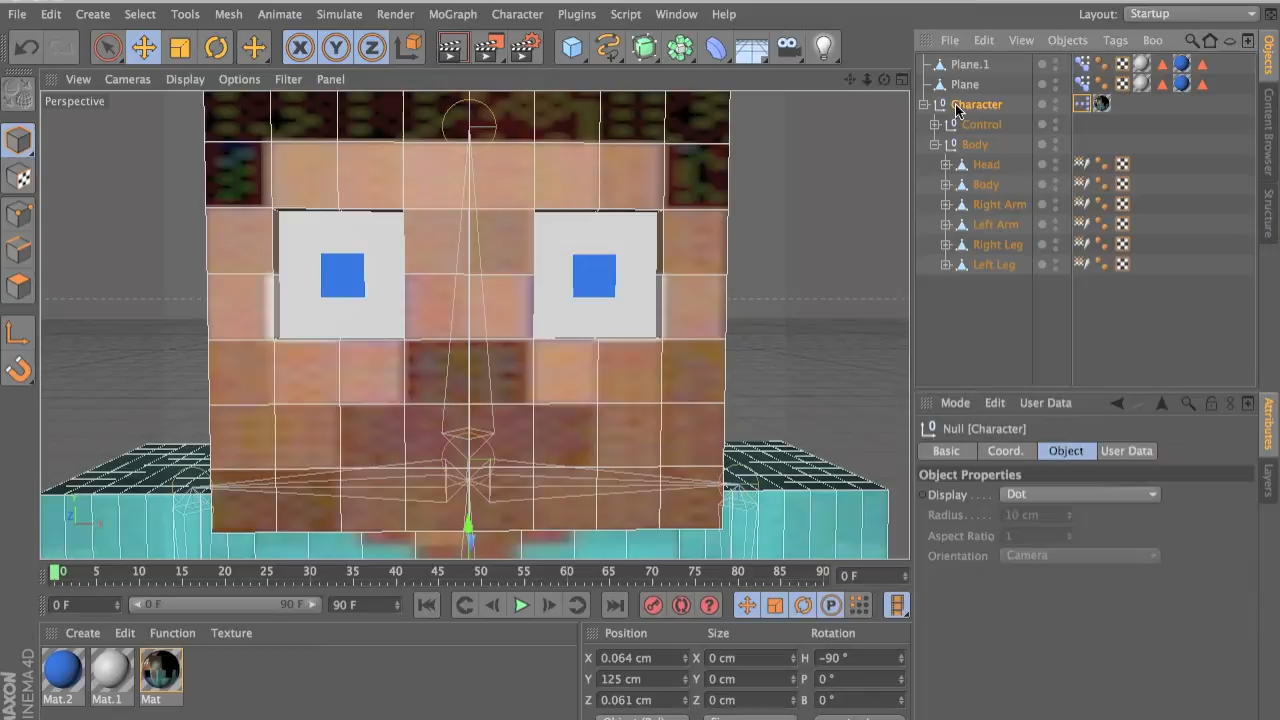 File Edit Create Select Tools Mesh Animate Simulate Render MoGraph Character Plugins Script Window Help
Layout: Startup
X Y Z
File Edit View Objects Tags Boo
View Cameras Display Options Filter Panel
Perspective
Plane.1
Plane
Character
Control
Body
Head
Body
Right Arm
Left Arm
Right Leg
Left Leg
Objects
Content Browser
Structure
Mode Edit User Data
Null [Character]
Basic Coord. Object User Data
Object Properties
Display . . . . Dot
Radius. . . . . 10 cm
Aspect Ratio 1
Orientation Camera
Attributes
Layers
0 5 10 15 20 25 30 35 40 45 50 55 60 65 70 75 80 85 90 0 F
0 F 0 F 90 F 90 F
Create Edit Function Texture
Mat.2 Mat.1 Mat
Position Size Rotation
X 0.064 cm X 0 cm H -90 °
Y 125 cm Y 0 cm P 0 °
Z 0.061 cm Z 0 cm B 0 °
MAXON
CINEMA 4D